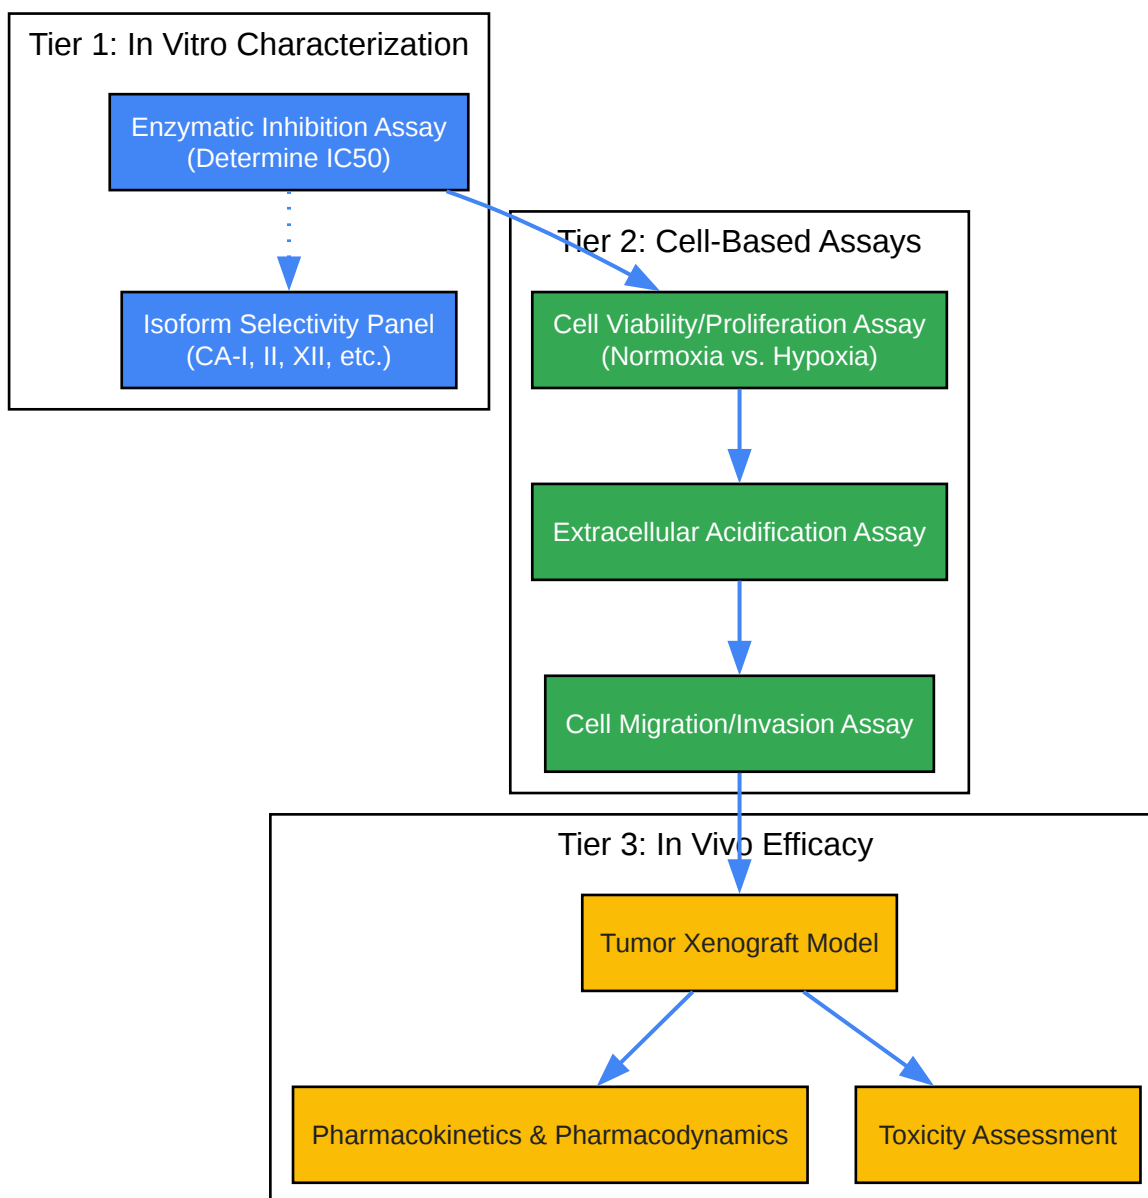 Tier 1: In Vitro Characterization
Enzymatic Inhibition Assay
(Determine IC50)
Isoform Selectivity Panel
(CA-I, II, XII, etc.)
Tier 2: Cell-Based Assays
Cell Viability/Proliferation Assay
(Normoxia vs. Hypoxia)
Extracellular Acidification Assay
Cell Migration/Invasion Assay
Tier 3: In Vivo Efficacy
Tumor Xenograft Model
Pharmacokinetics & Pharmacodynamics
Toxicity Assessment